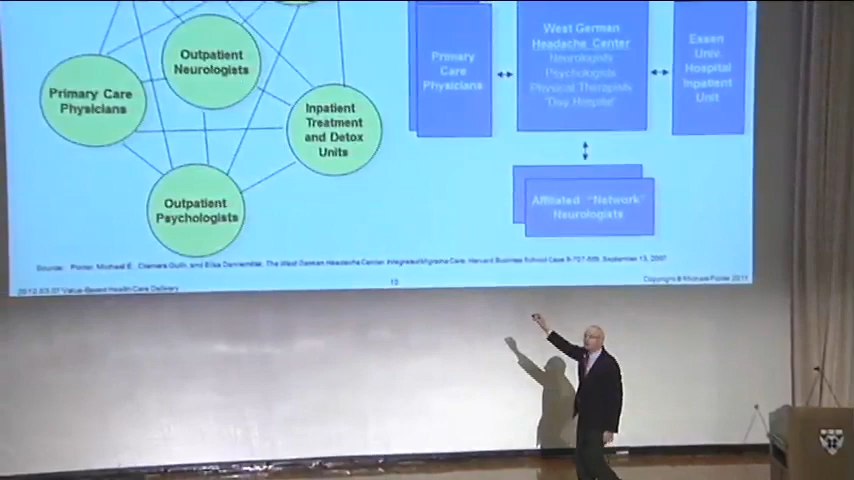 Outpatient
Neurologists
Primary Care
Physicians
Inpatient
Treatment
and Detox
Units
Outpatient
Psychologists
Primary
Care
Physicians
West German
Headache Center
Neurologists
Psychologists
Physical Therapists
"Day Hospital"
Essen
Univ.
Hospital
Inpatient
Unit
Affiliated "Network"
Neurologists
Source: Porter, Michael E., Clemens Guth, and Elisa Dannemiller, The West German Headache Center: Integrated Migraine Care, Harvard Business School Case 9-707-559, September 13, 2007
Value-Based Health Care Delivery
Copyright © Michael Porter 2011